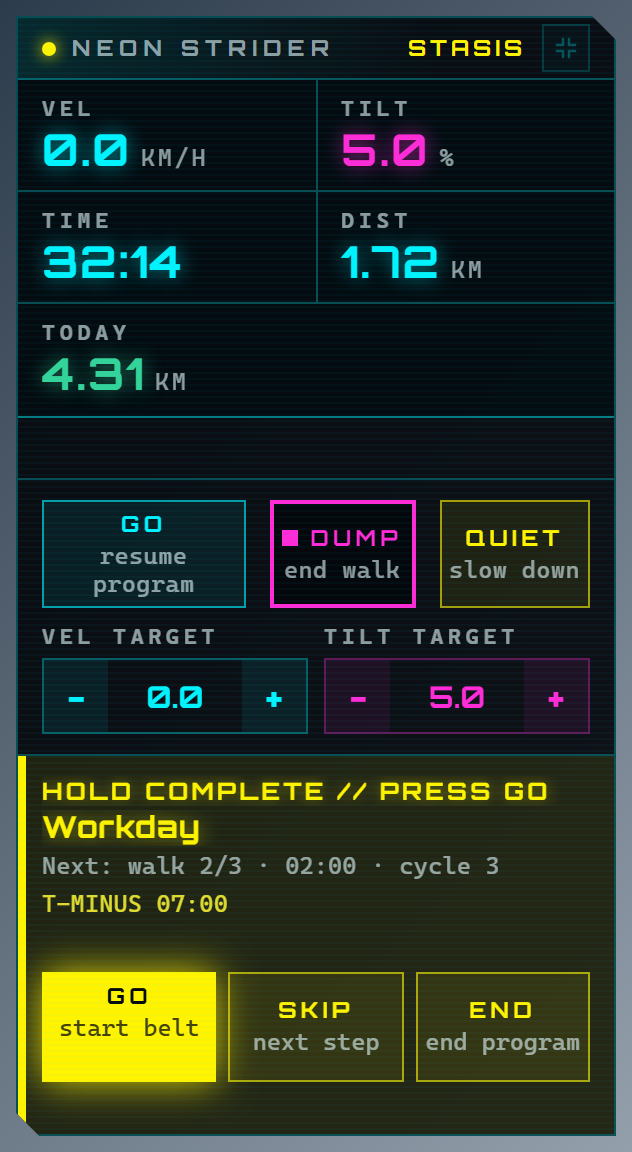 NEON STRIDER STASIS
VEL TILT
0.0 KM/H 5.0 %
TIME DIST
32:14 1.72 KM
TODAY
4.31 KM
GO DUMP QUIET
resume program end walk slow down
VEL TARGET TILT TARGET
- 0.0 + - 5.0 +
HOLD COMPLETE // PRESS GO
Workday
Next: walk 2/3 · 02:00 · cycle 3
T-MINUS 07:00
GO SKIP END
start belt next step end program